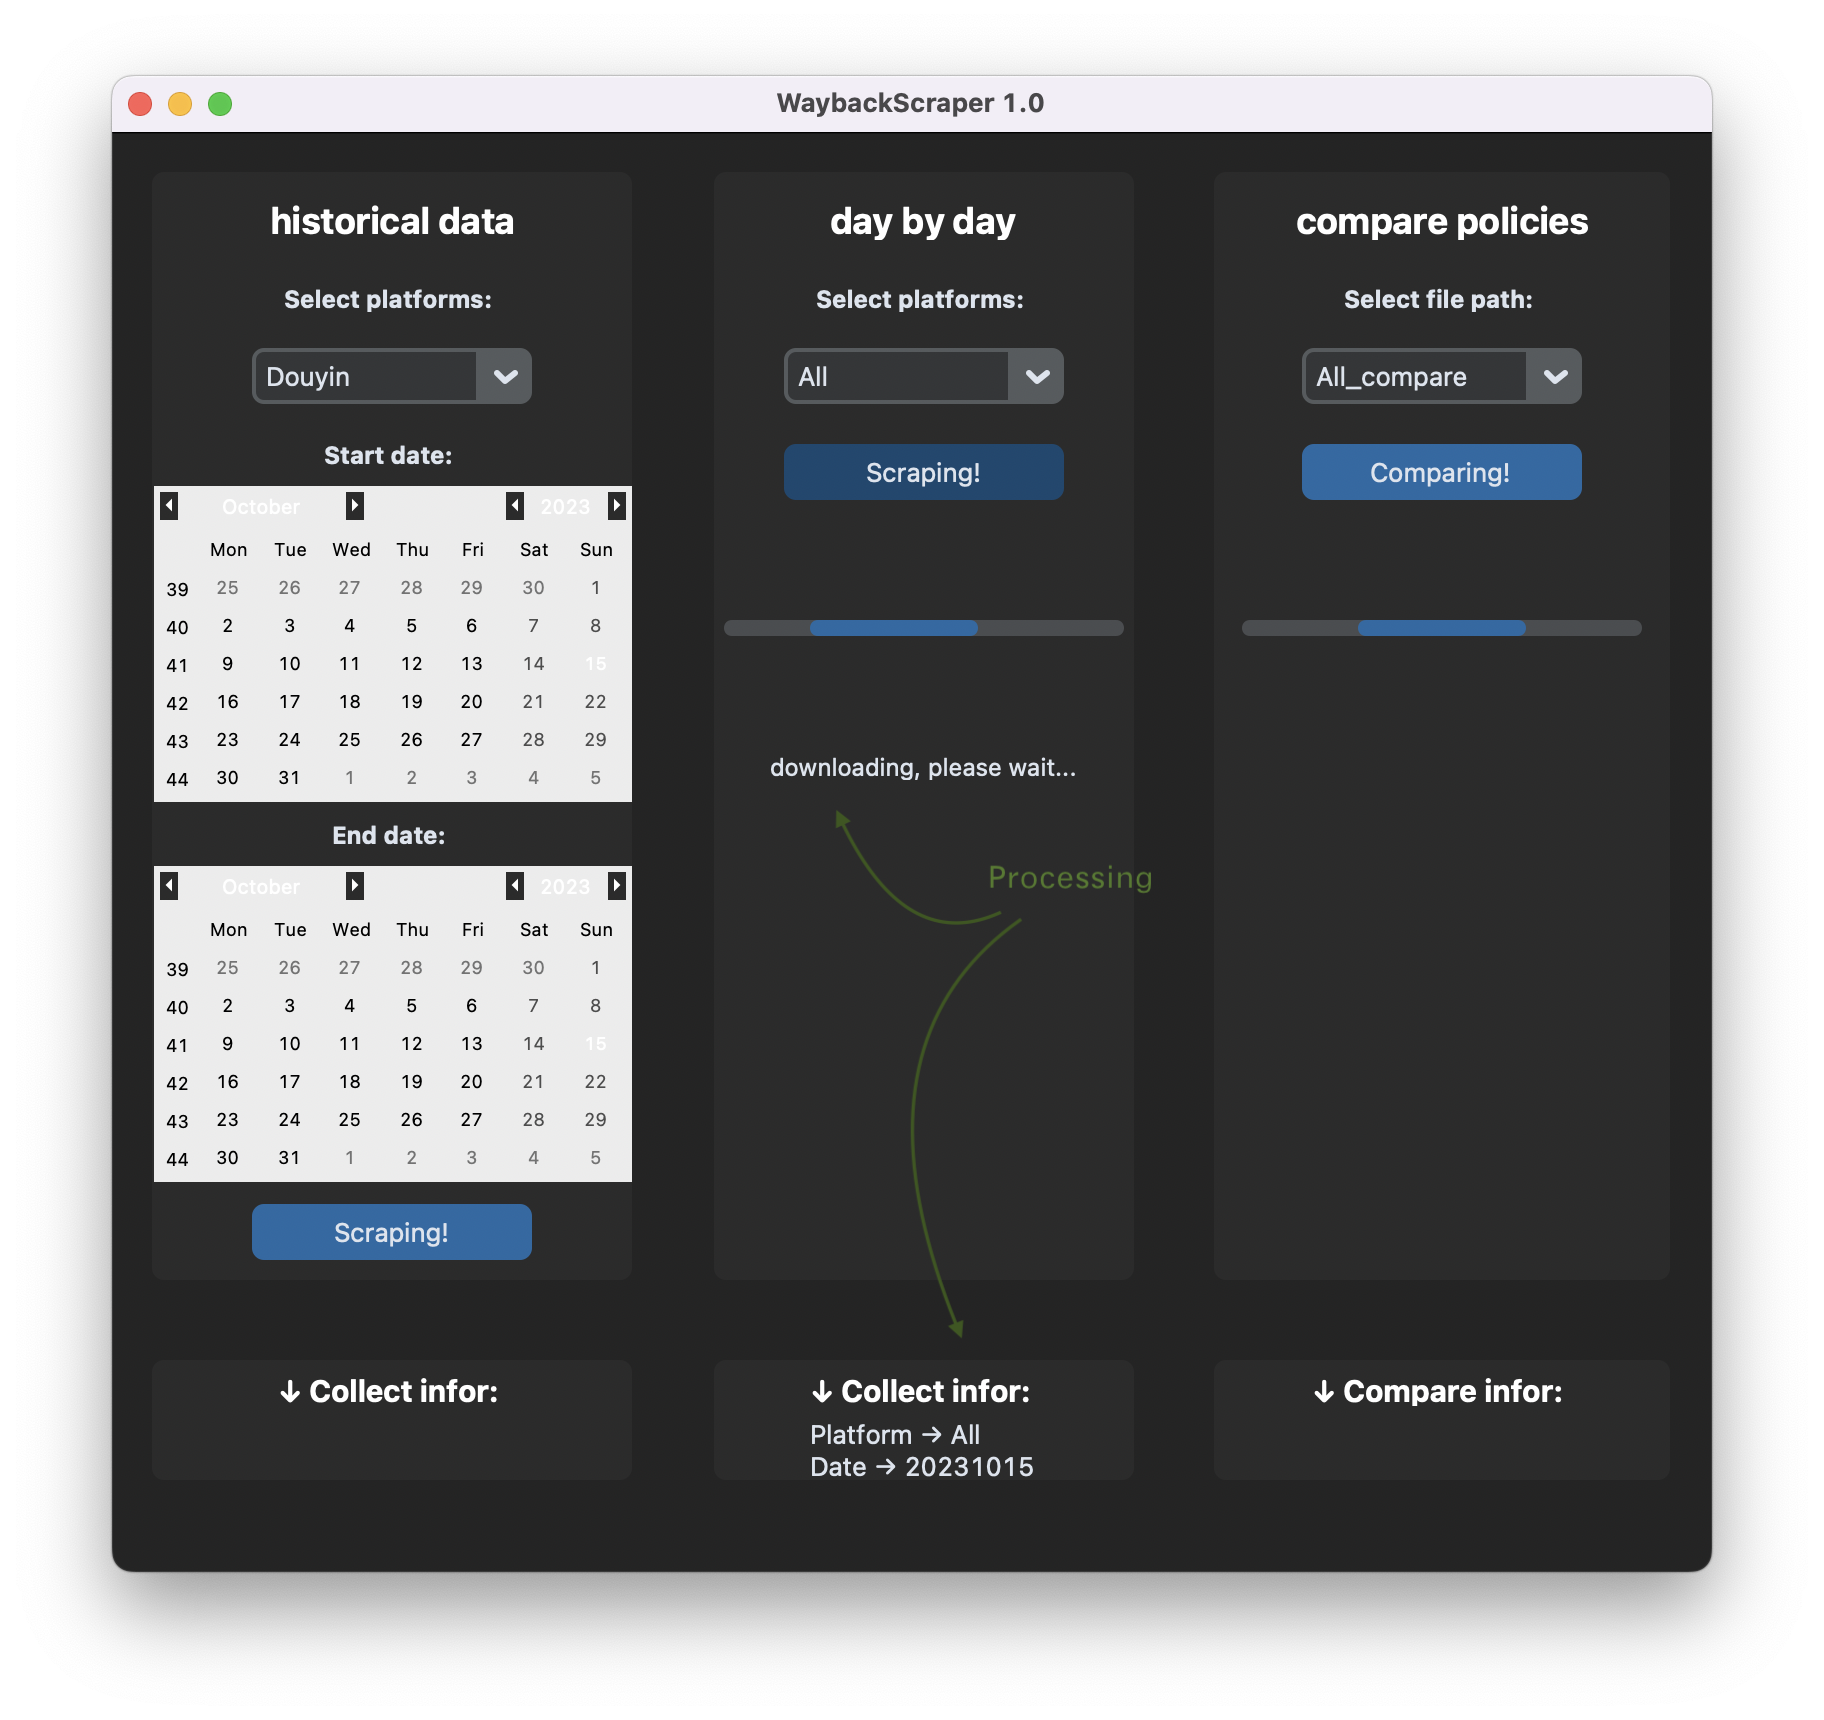 WaybackScraper 1.0
historical data
Select platforms:
Douyin
Start date:
October 2023
Mon Tue Wed Thu Fri Sat Sun
39 25 26 27 28 29 30 1
40 2 3 4 5 6 7 8
41 9 10 11 12 13 14 15
42 16 17 18 19 20 21 22
43 23 24 25 26 27 28 29
44 30 31 1 2 3 4 5
End date:
October 2023
Mon Tue Wed Thu Fri Sat Sun
39 25 26 27 28 29 30 1
40 2 3 4 5 6 7 8
41 9 10 11 12 13 14 15
42 16 17 18 19 20 21 22
43 23 24 25 26 27 28 29
44 30 31 1 2 3 4 5
Scraping!
↓ Collect infor:
day by day
Select platforms:
All
Scraping!
downloading, please wait...
Processing
↓ Collect infor:
Platform → All
Date → 20231015
compare policies
Select file path:
All_compare
Comparing!
↓ Compare infor: